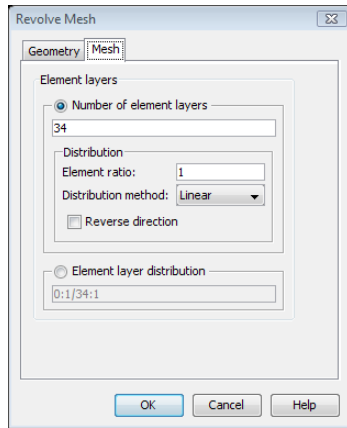 Revolve Mesh
Geometry Mesh
Element layers
Number of element layers
34
Distribution
Element ratio: 1
Distribution method: Linear
Reverse direction
Element layer distribution
0:1/34:1
OK Cancel Help